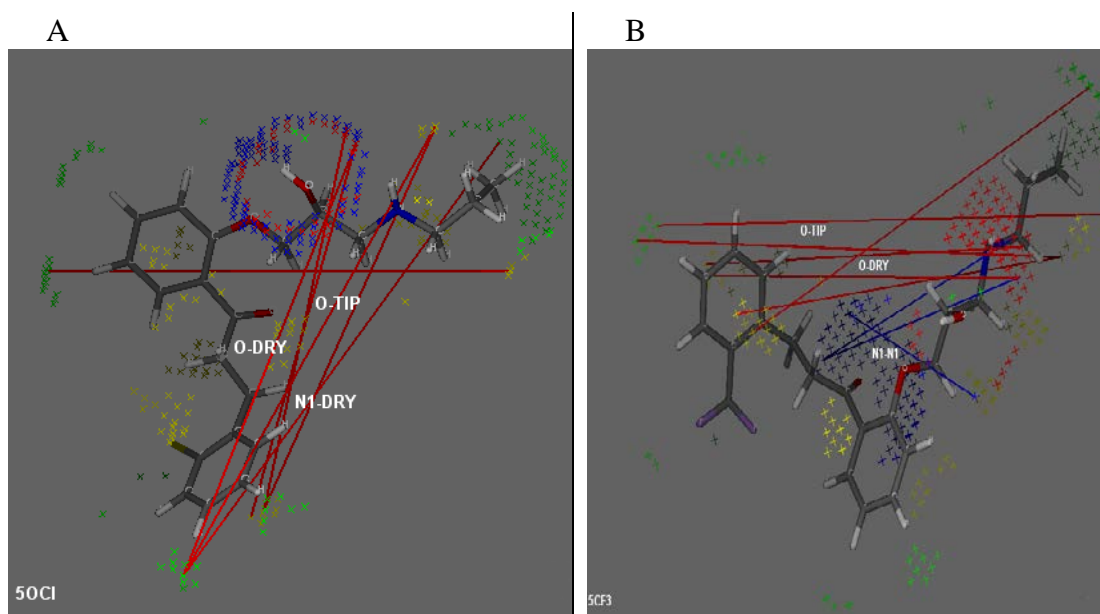 A
B
O-TIP
O-DRY
N1-DRY
5OCl
O-TIP
O-DRY
N1-N1
5CF3